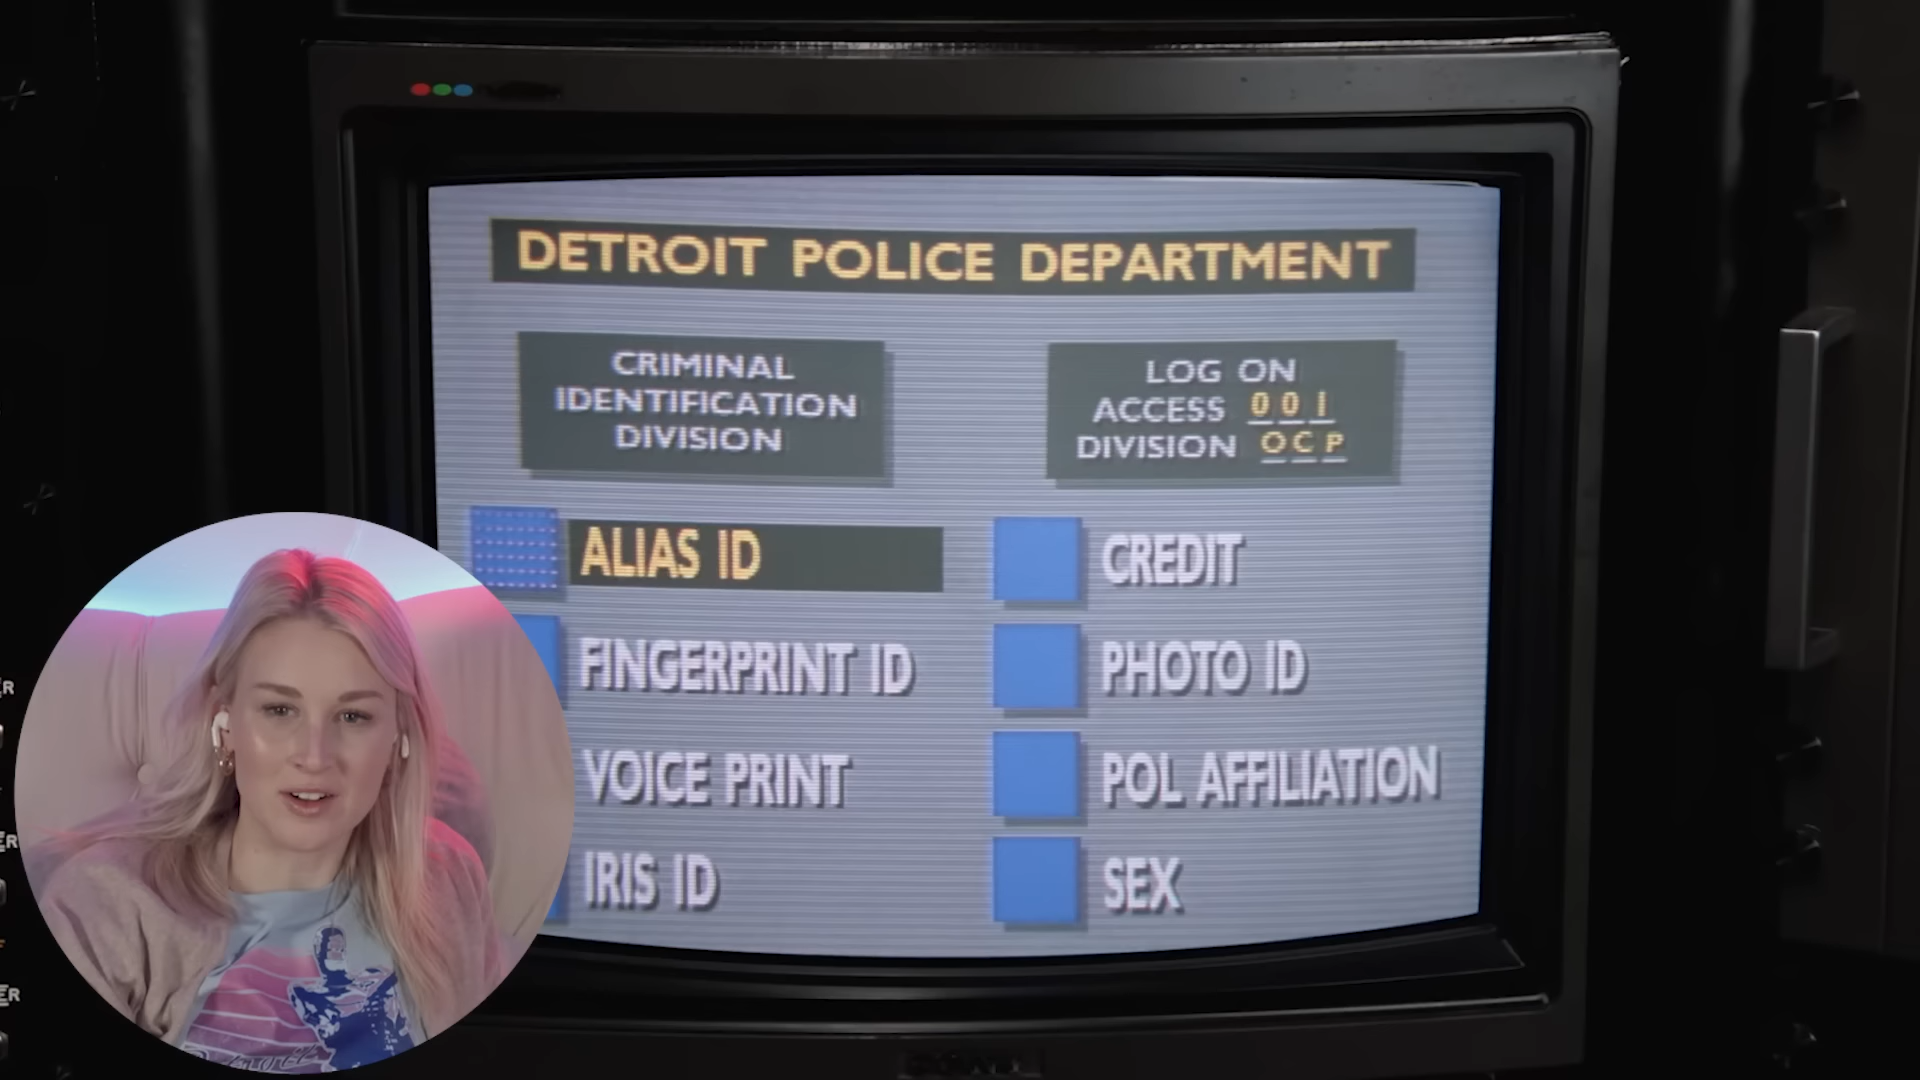 DETROIT POLICE DEPARTMENT
CRIMINAL
IDENTIFICATION
DIVISION
LOG ON
ACCESS 001
DIVISION OCP
ALIAS ID
CREDIT
FINGERPRINT ID
PHOTO ID
VOICE PRINT
POL AFFILIATION
IRIS ID
SEX